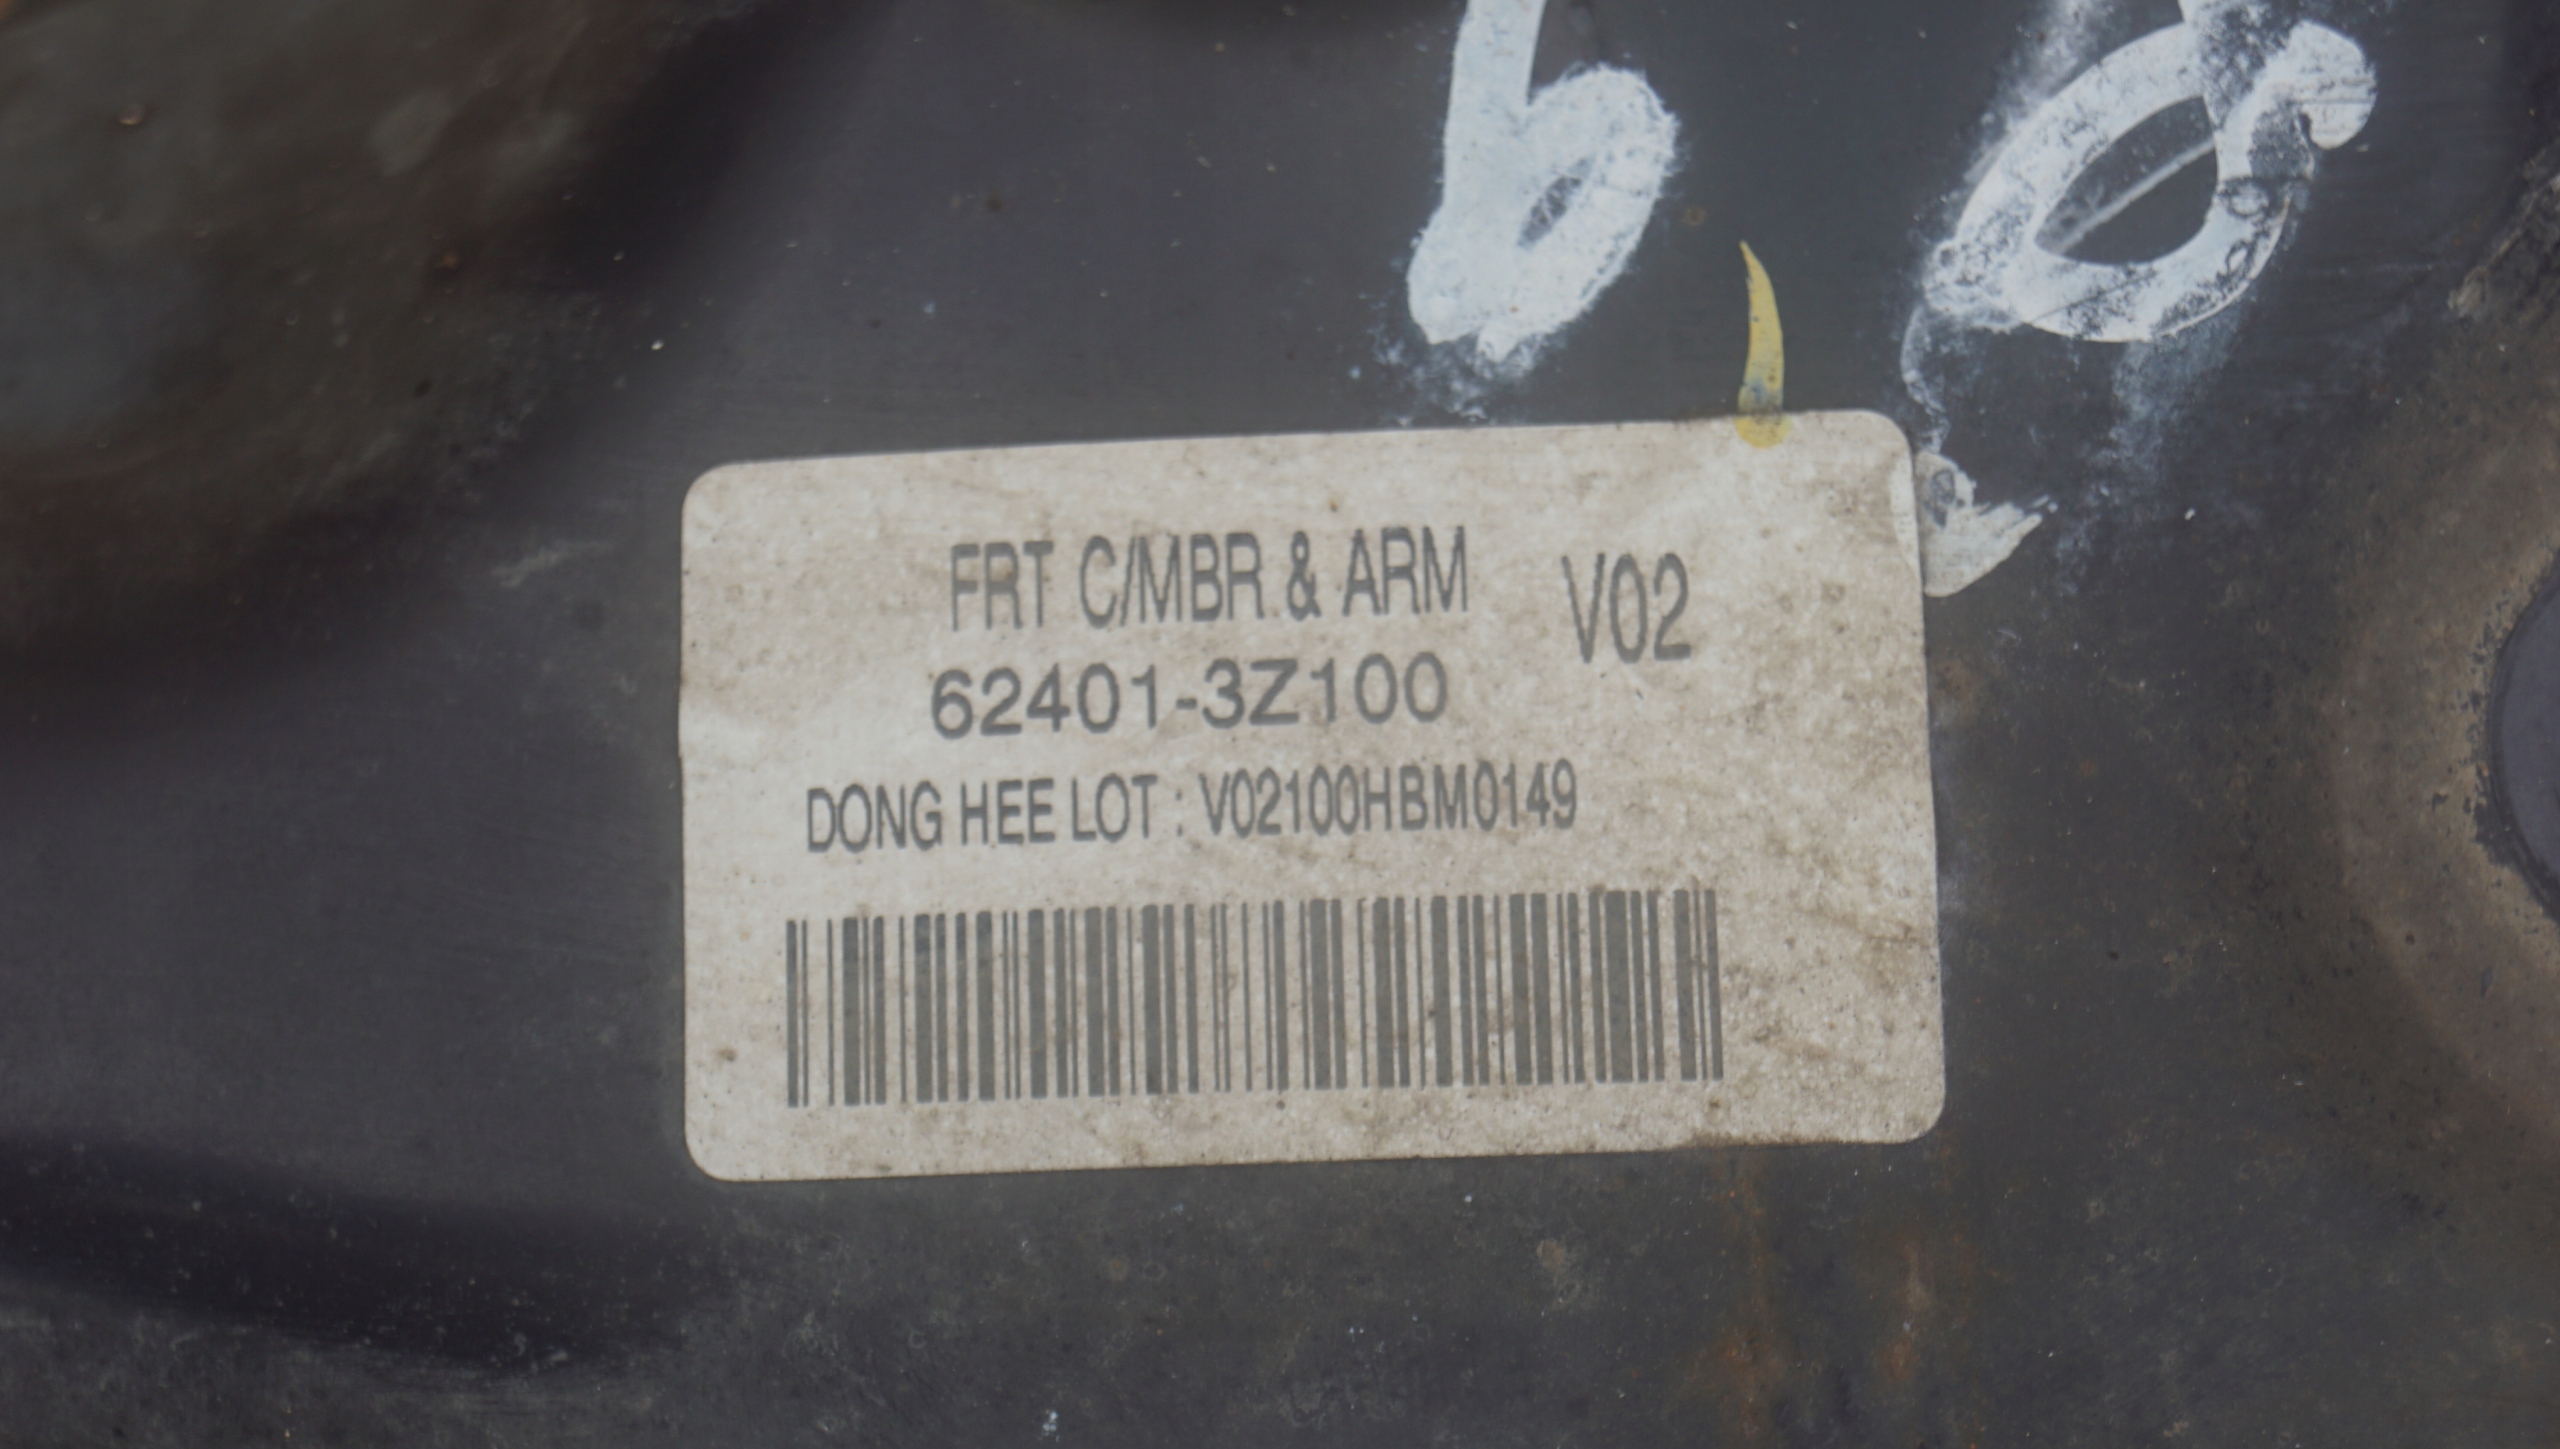 FRT C/MBR & ARM V02
62401-3Z100
DONG HEE LOT : V02100HBM0149